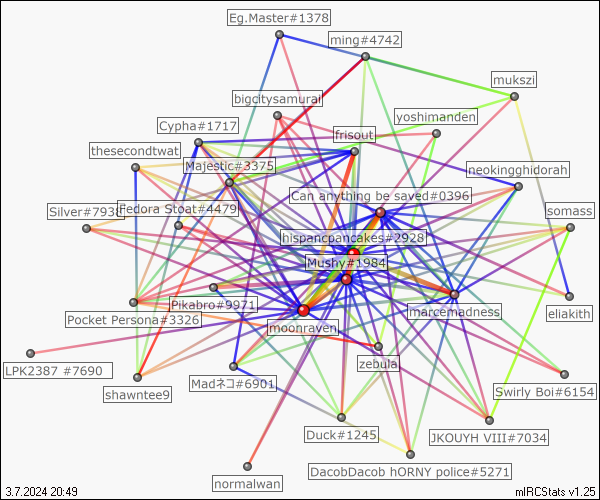 Eg.Master#1378
ming#4742
mukszi
bigcitysamurai
yoshimanden
Cypha#1717
frisout
thesecondtwat
Majestic#3375
neokingghidorah
Can anything be saved#0396
Silver#7938
fedora Stoat#4479
somass
hispancpancakes#2928
Mushy#1984
Pikabro#9971
eliakith
Pocket Persona#3326
marcemadness
moonraven
zebula
LPK2387 #7690
Madネコ#6901
shawntee9
Swirly Boi#6154
Duck#1245
JKOUYH VIII#7034
DacobDacob hORNY police#5271
normalwan
3.7.2024 20:49
mIRCStats v1.25